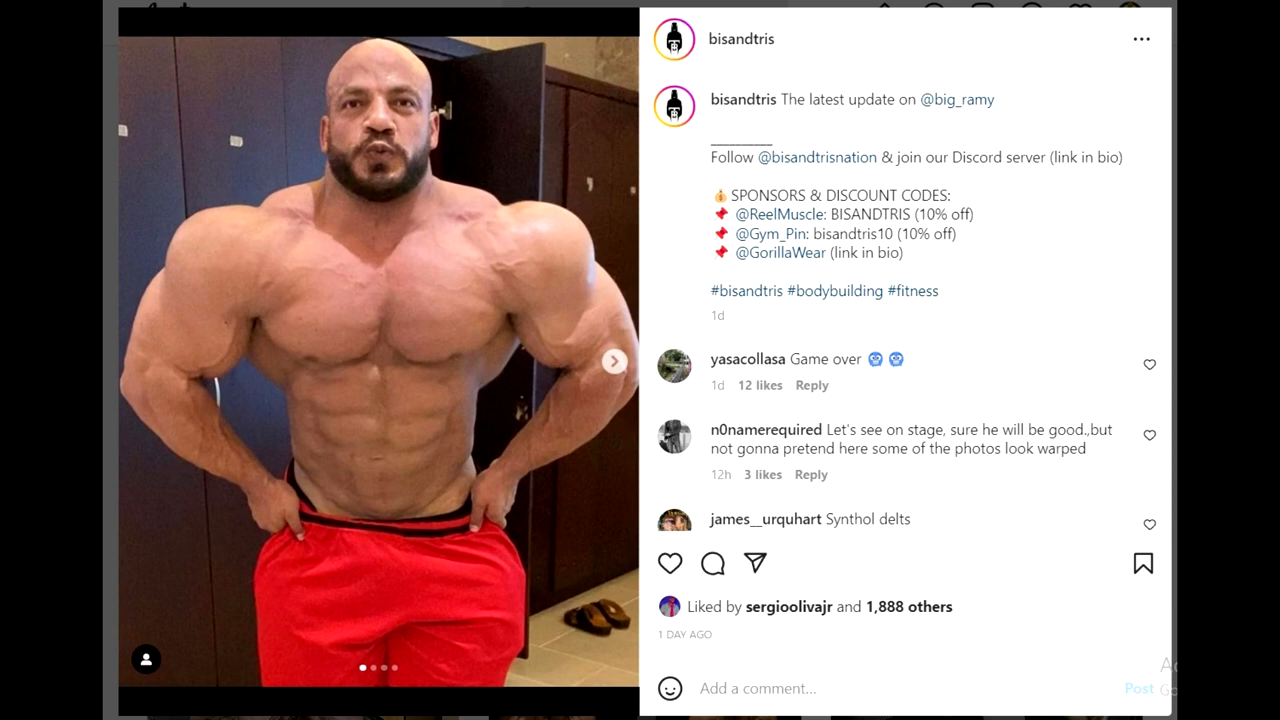 bisandtris
bisandtris The latest update on @big_ramy
__________
Follow @bisandtrisnation & join our Discord server (link in bio)
💰 SPONSORS & DISCOUNT CODES:
📌 @ReelMuscle: BISANDTRIS (10% off)
📌 @Gym_Pin: bisandtris10 (10% off)
📌 @GorillaWear (link in bio)
#bisandtris #bodybuilding #fitness
1d
yasacollasa Game over 🥶 🥶
1d 12 likes Reply
n0namerequired Let's see on stage, sure he will be good.,but
not gonna pretend here some of the photos look warped
12h 3 likes Reply
james__urquhart Synthol delts
Liked by sergioolivajr and 1,888 others
1 DAY AGO
Add a comment...
Post